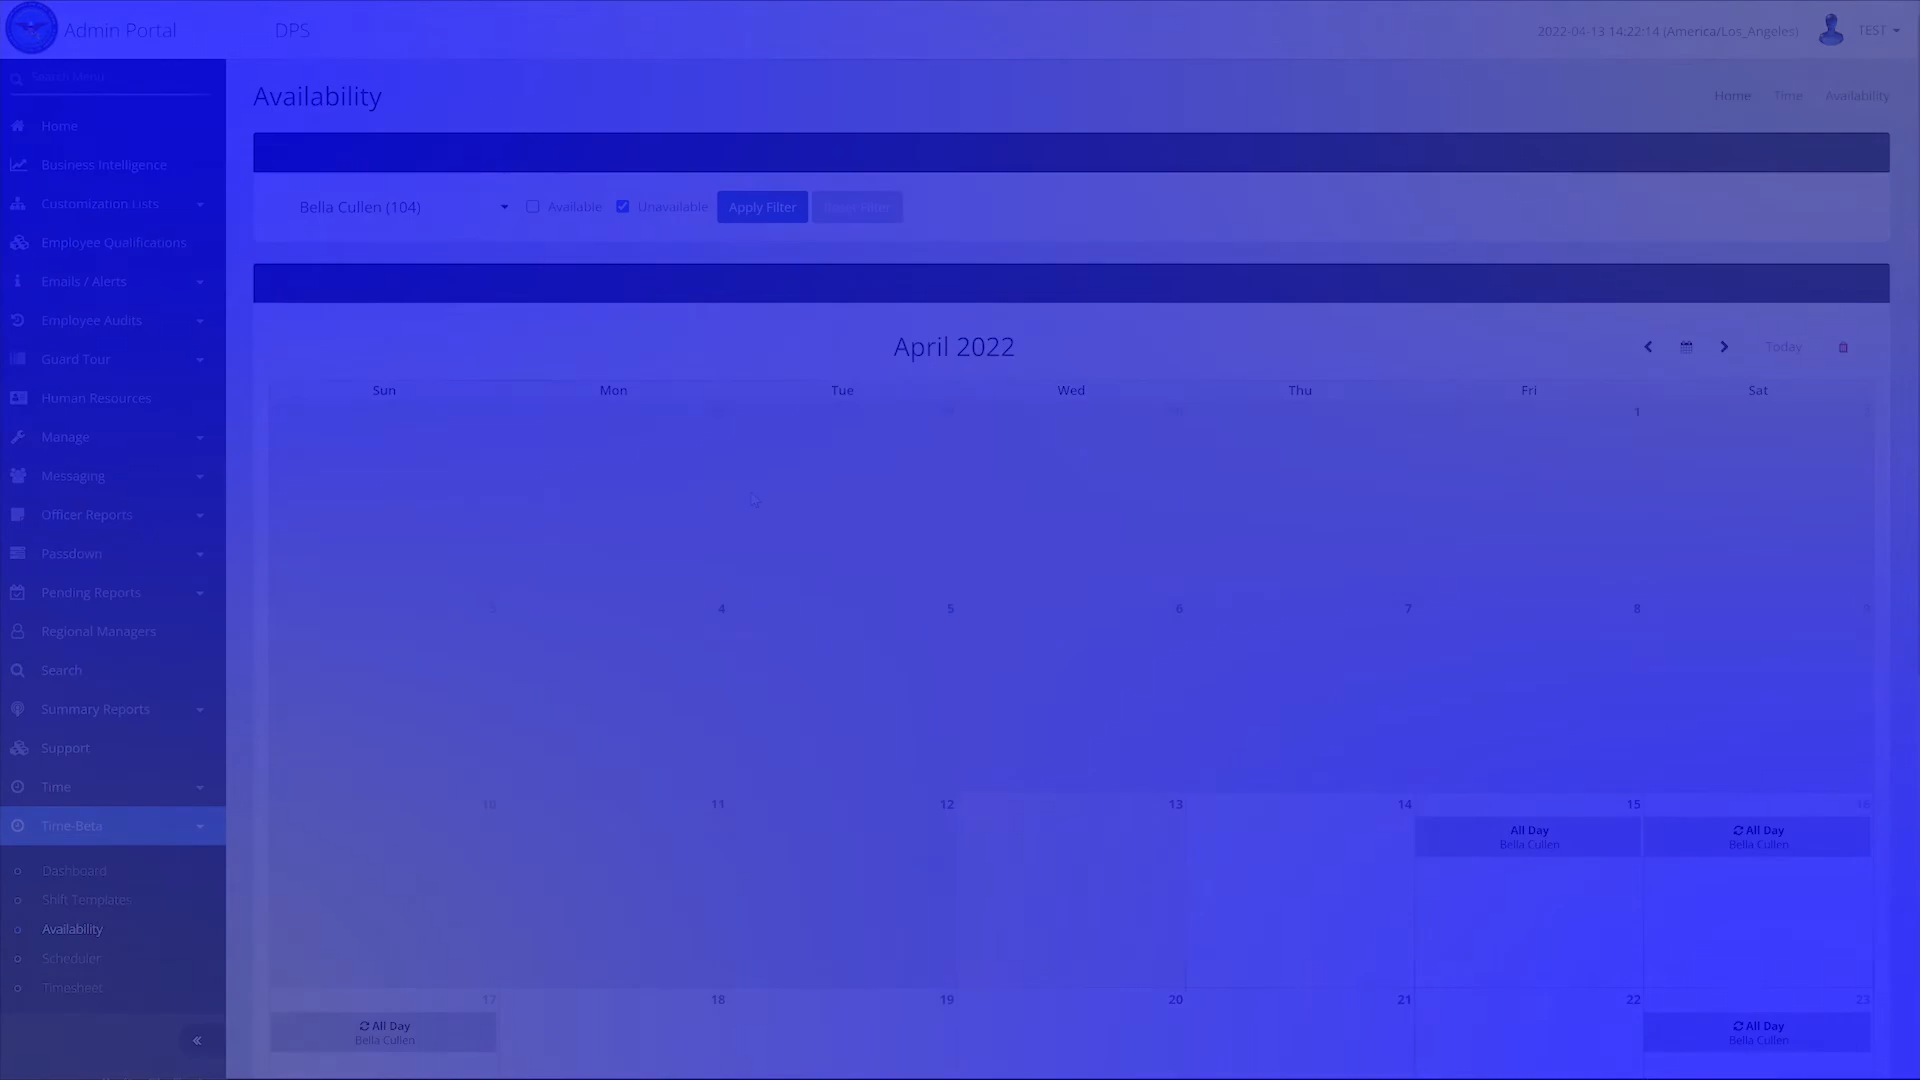 Admin Portal
DPS
2022-04-13 14:22:14 (America/Los_Angeles)
TEST
Search Menu
Availability
Home Time Availability
Home
Business Intelligence
Customization Lists
Employee Qualifications
Emails / Alerts
Employee Audits
Guard Tour
Human Resources
Manage
Messaging
Officer Reports
Passdown
Pending Reports
Regional Managers
Search
Summary Reports
Support
Time
Time-Beta
Dashboard
Shift Templates
Availability
Scheduler
Timesheet
Bella Cullen (104)
Available
Unavailable
Apply Filter
Reset Filter
April 2022
Today
Sun Mon Tue Wed Thu Fri Sat
1 2
3 4 5 6 7 8 9
10 11 12 13 14 15 16
All Day
Bella Cullen
All Day
Bella Cullen
17 18 19 20 21 22 23
All Day
Bella Cullen
All Day
Bella Cullen